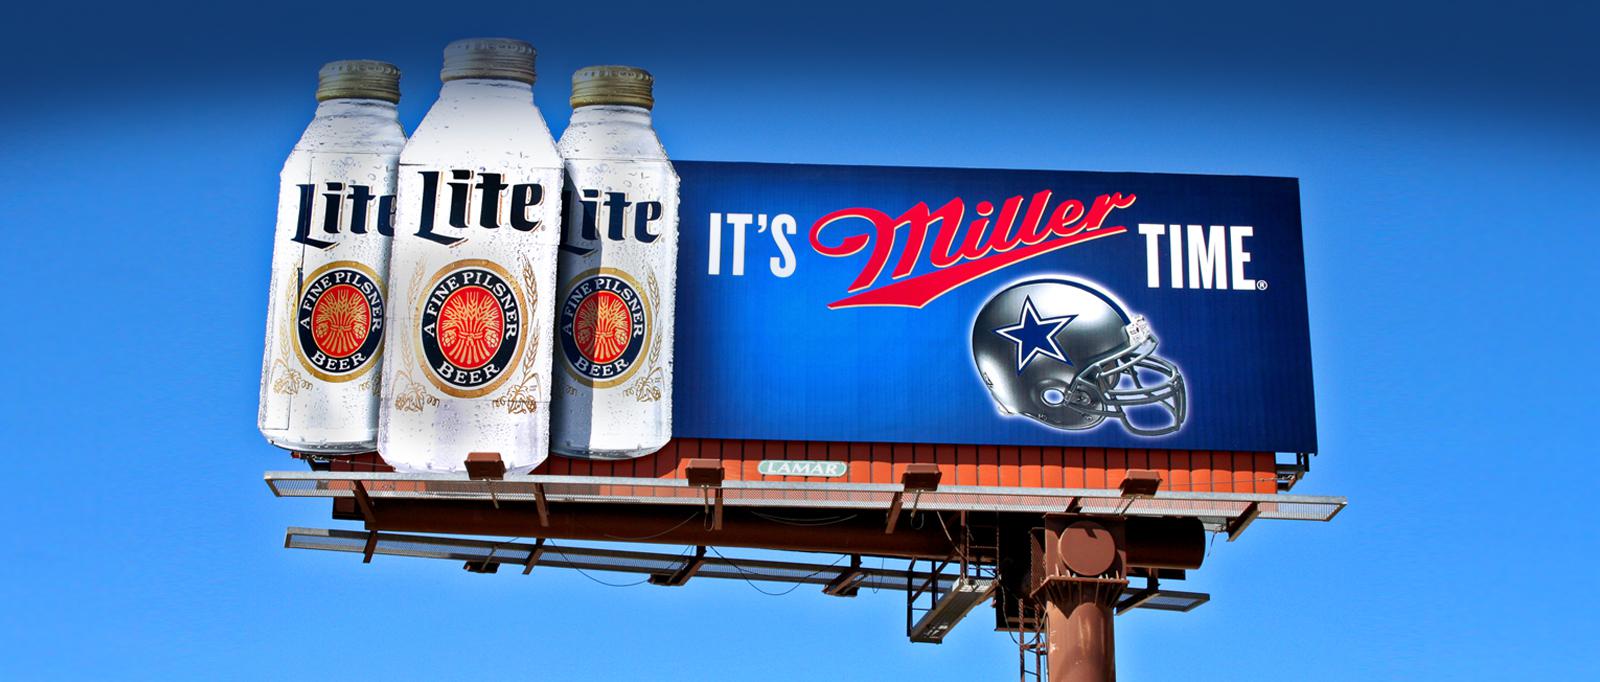 Lite
A FINE PILSNER
BEER
Lite
A FINE PILSNER
BEER
Lite
A FINE PILSNER
BEER
IT'S Miller TIME®
LAMAR